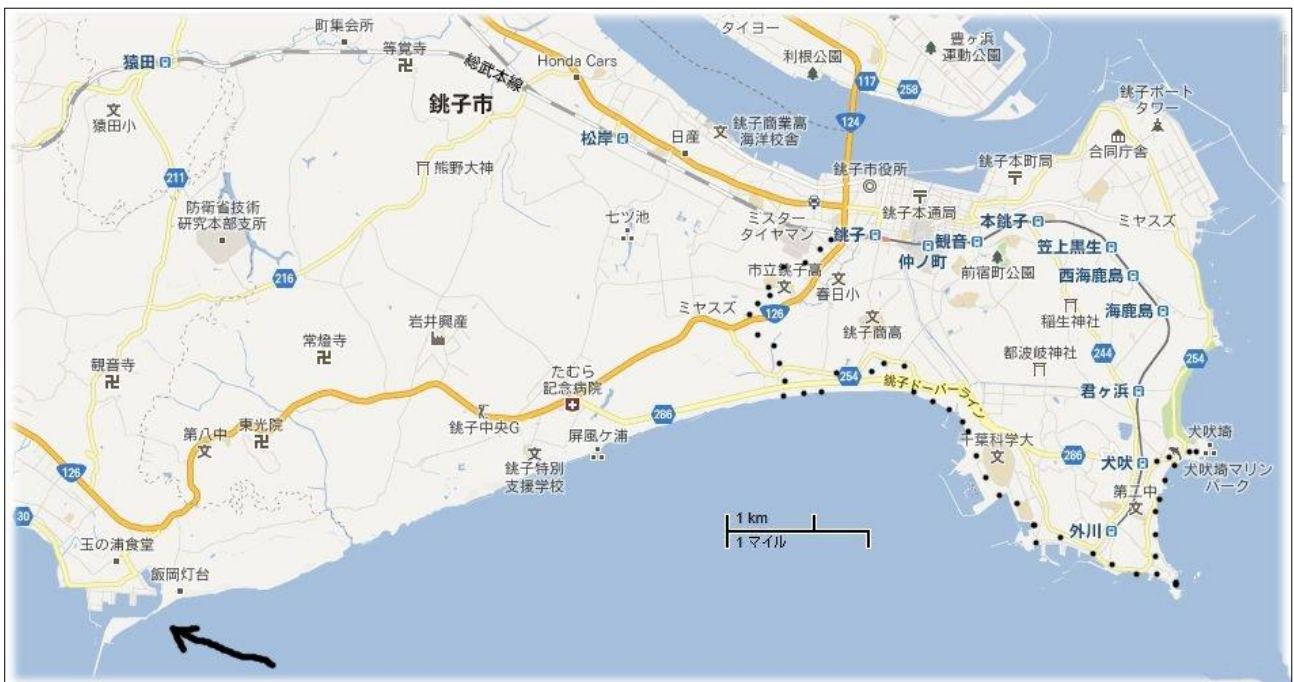 町集会所
タイヨー
豊ヶ浜
運動公園
猿田
等覚寺
利根公園
総武本線
Honda Cars
117
258
銚子ポート
タワー
猿田小
銚子市
松岸
日産
銚子商業高
海洋校舎
124
合同庁舎
211
熊野大神
銚子市役所
銚子本町局
防衛省技術
研究本部支所
七ツ池
ミスター
タイヤマン
銚子本通局
本銚子
ミヤスズ
銚子
仲ノ町
観音
笠上黒生
216
市立銚子高
春日小
前宿町公園
西海鹿島
ミヤスズ
126
岩井興産
銚子商高
稲生神社
海鹿島
常燈寺
都波岐神社
244
254
観音寺
たむら
記念病院
254
銚子ドーバーライン
君ヶ浜
286
第八中
東光院
銚子中央G
屏風ケ浦
千葉科学大
286
犬吠埼
犬吠
126
銚子特別
支援学校
犬吠埼マリン
パーク
第二中
30
1 km
1 マイル
外川
玉の浦食堂
飯岡灯台